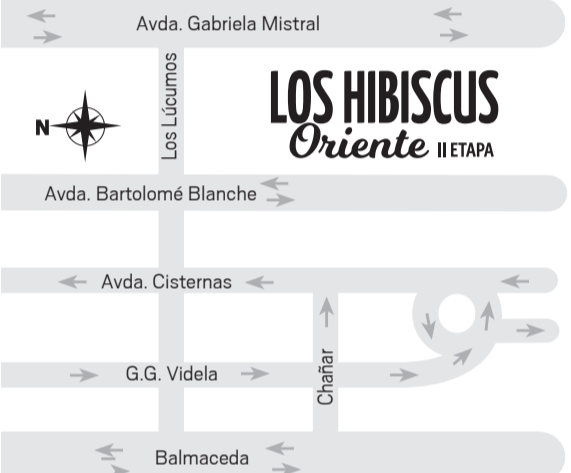 Avda. Gabriela Mistral
Los Lúcumos
N
LOS HIBISCUS
Oriente II ETAPA
Avda. Bartolomé Blanche
Avda. Cisternas
G.G. Videla
Chañar
Balmaceda